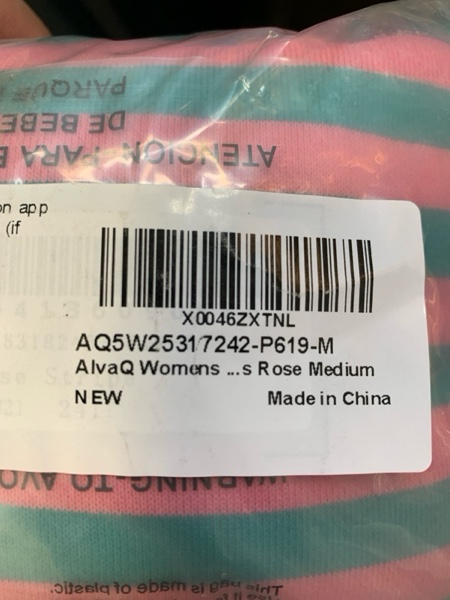 PARQUE
DE BEBE
ATENCION-PARA E
on app
(if
X0046ZXTNL
AQ5W25317242-P619-M
AlvaQ Womens ...s Rose Medium
NEW
Made in China
WARNING-TO AVO
This bag is made of plastic.